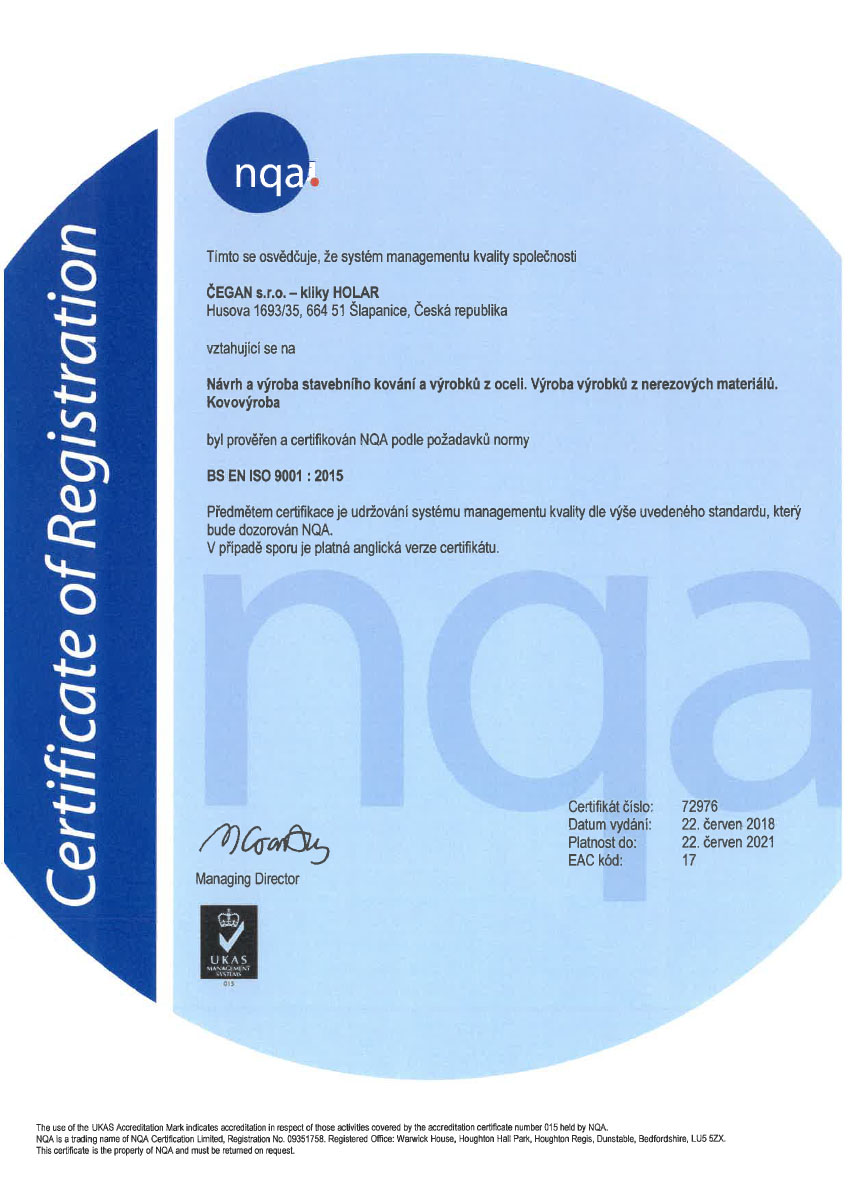 Certificate of Registration
nqa.
Tímto se osvědčuje, že systém managementu kvality společnosti
ČEGAN s.r.o. – kliky HOLAR
Husova 1693/35, 664 51 Šlapanice, Česká republika
vztahující se na
Návrh a výroba stavebního kování a výrobků z oceli. Výroba výrobků z nerezových materiálů.
Kovovýroba
byl prověřen a certifikován NQA podle požadavků normy
BS EN ISO 9001 : 2015
Předmětem certifikace je udržování systému managementu kvality dle výše uvedeného standardu, který
bude dozorován NQA.
V případě sporu je platná anglická verze certifikátu.
nqa
Certifikát číslo: 72976
Datum vydání: 22. červen 2018
Platnost do: 22. červen 2021
EAC kód: 17
Managing Director
UKAS
MANAGEMENT
SYSTEMS
015
The use of the UKAS Accreditation Mark indicates accreditation in respect of those activities covered by the accreditation certificate number 015 held by NQA.
NQA is a trading name of NQA Certification Limited, Registration No. 09351758. Registered Office: Warwick House, Houghton Hall Park, Houghton Regis, Dunstable, Bedfordshire, LU5 5ZX.
This certificate is the property of NQA and must be returned on request.